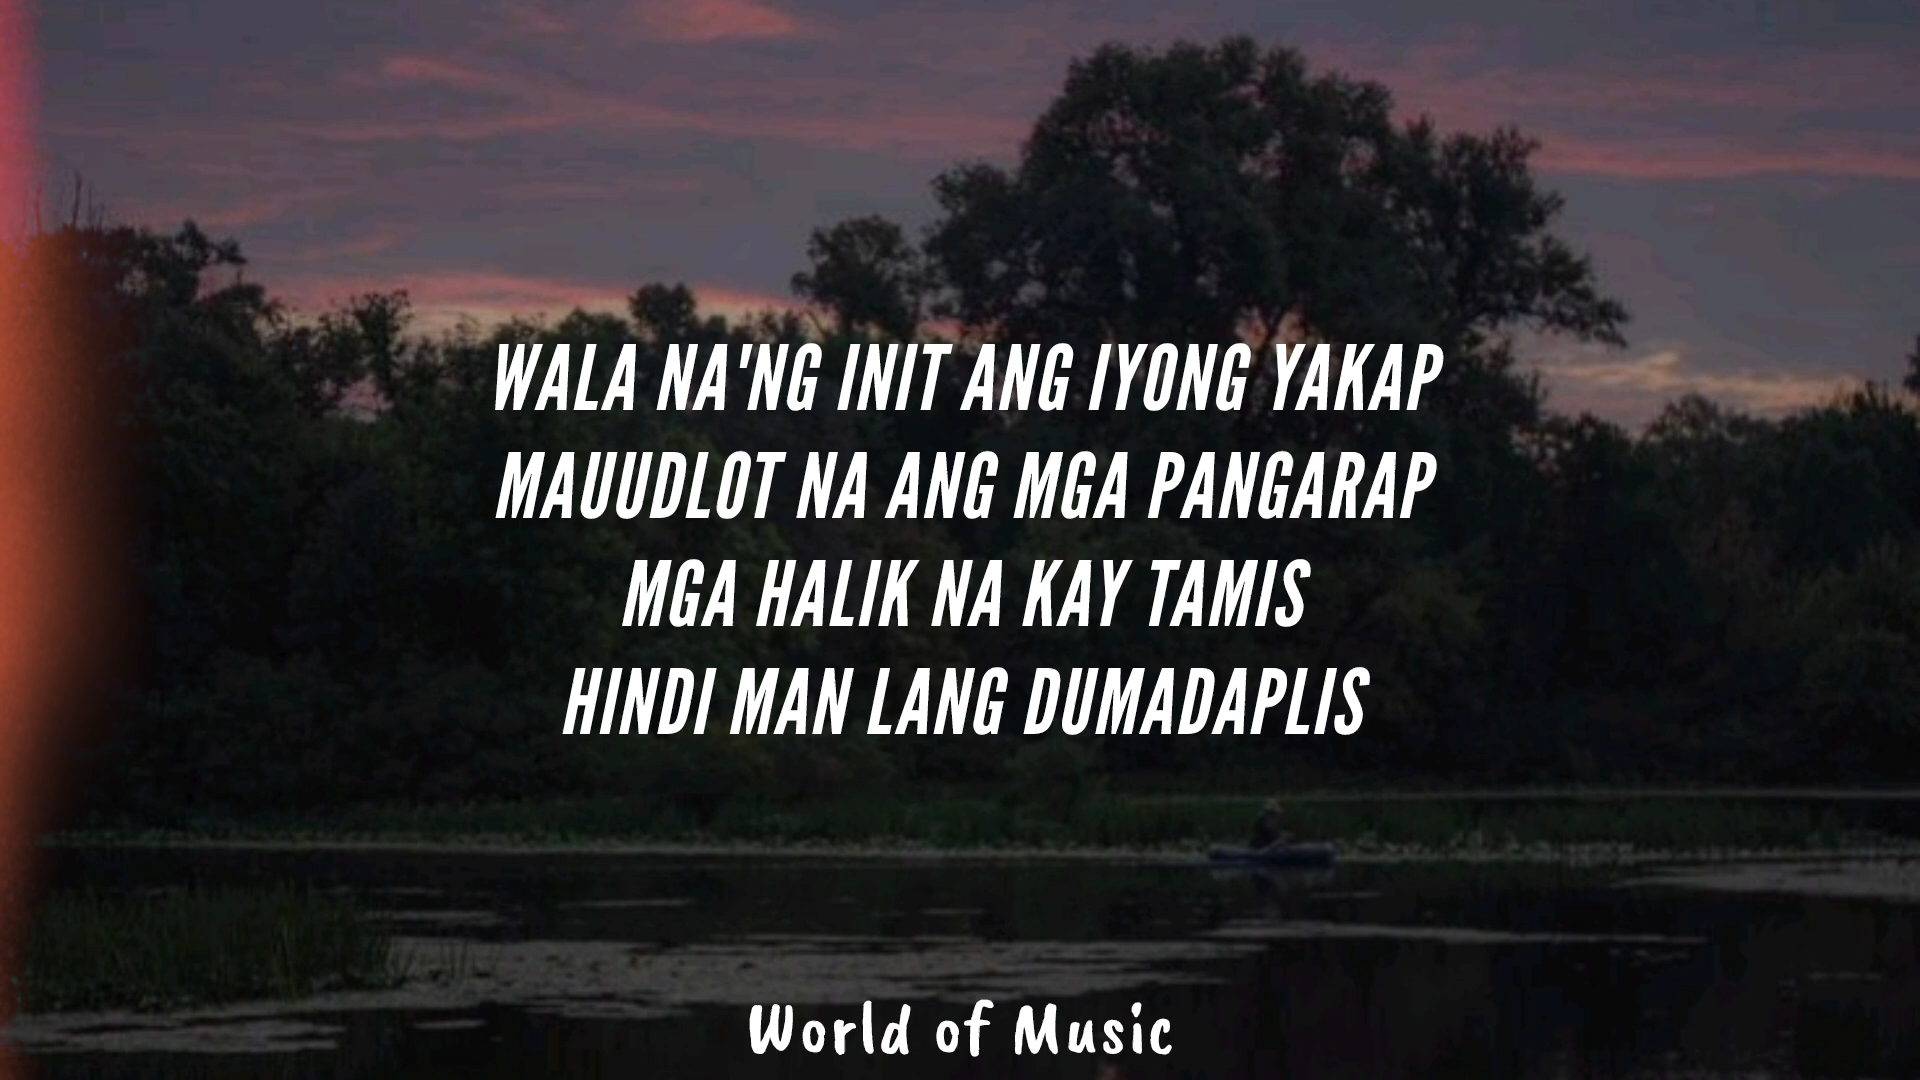 WALA NA'NG INIT ANG IYONG YAKAP
MAUUDLOT NA ANG MGA PANGARAP
MGA HALIK NA KAY TAMIS
HINDI MAN LANG DUMADAPLIS
World of Music